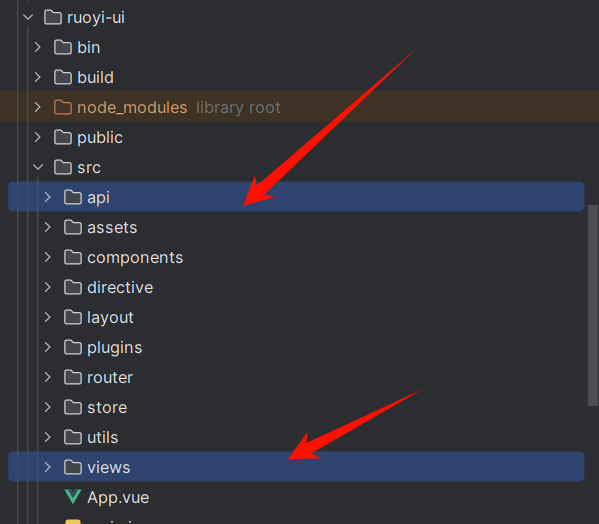 ruoyi-ui
bin
build
node_modules library root
public
src
api
assets
components
directive
layout
plugins
router
store
utils
views
App.vue